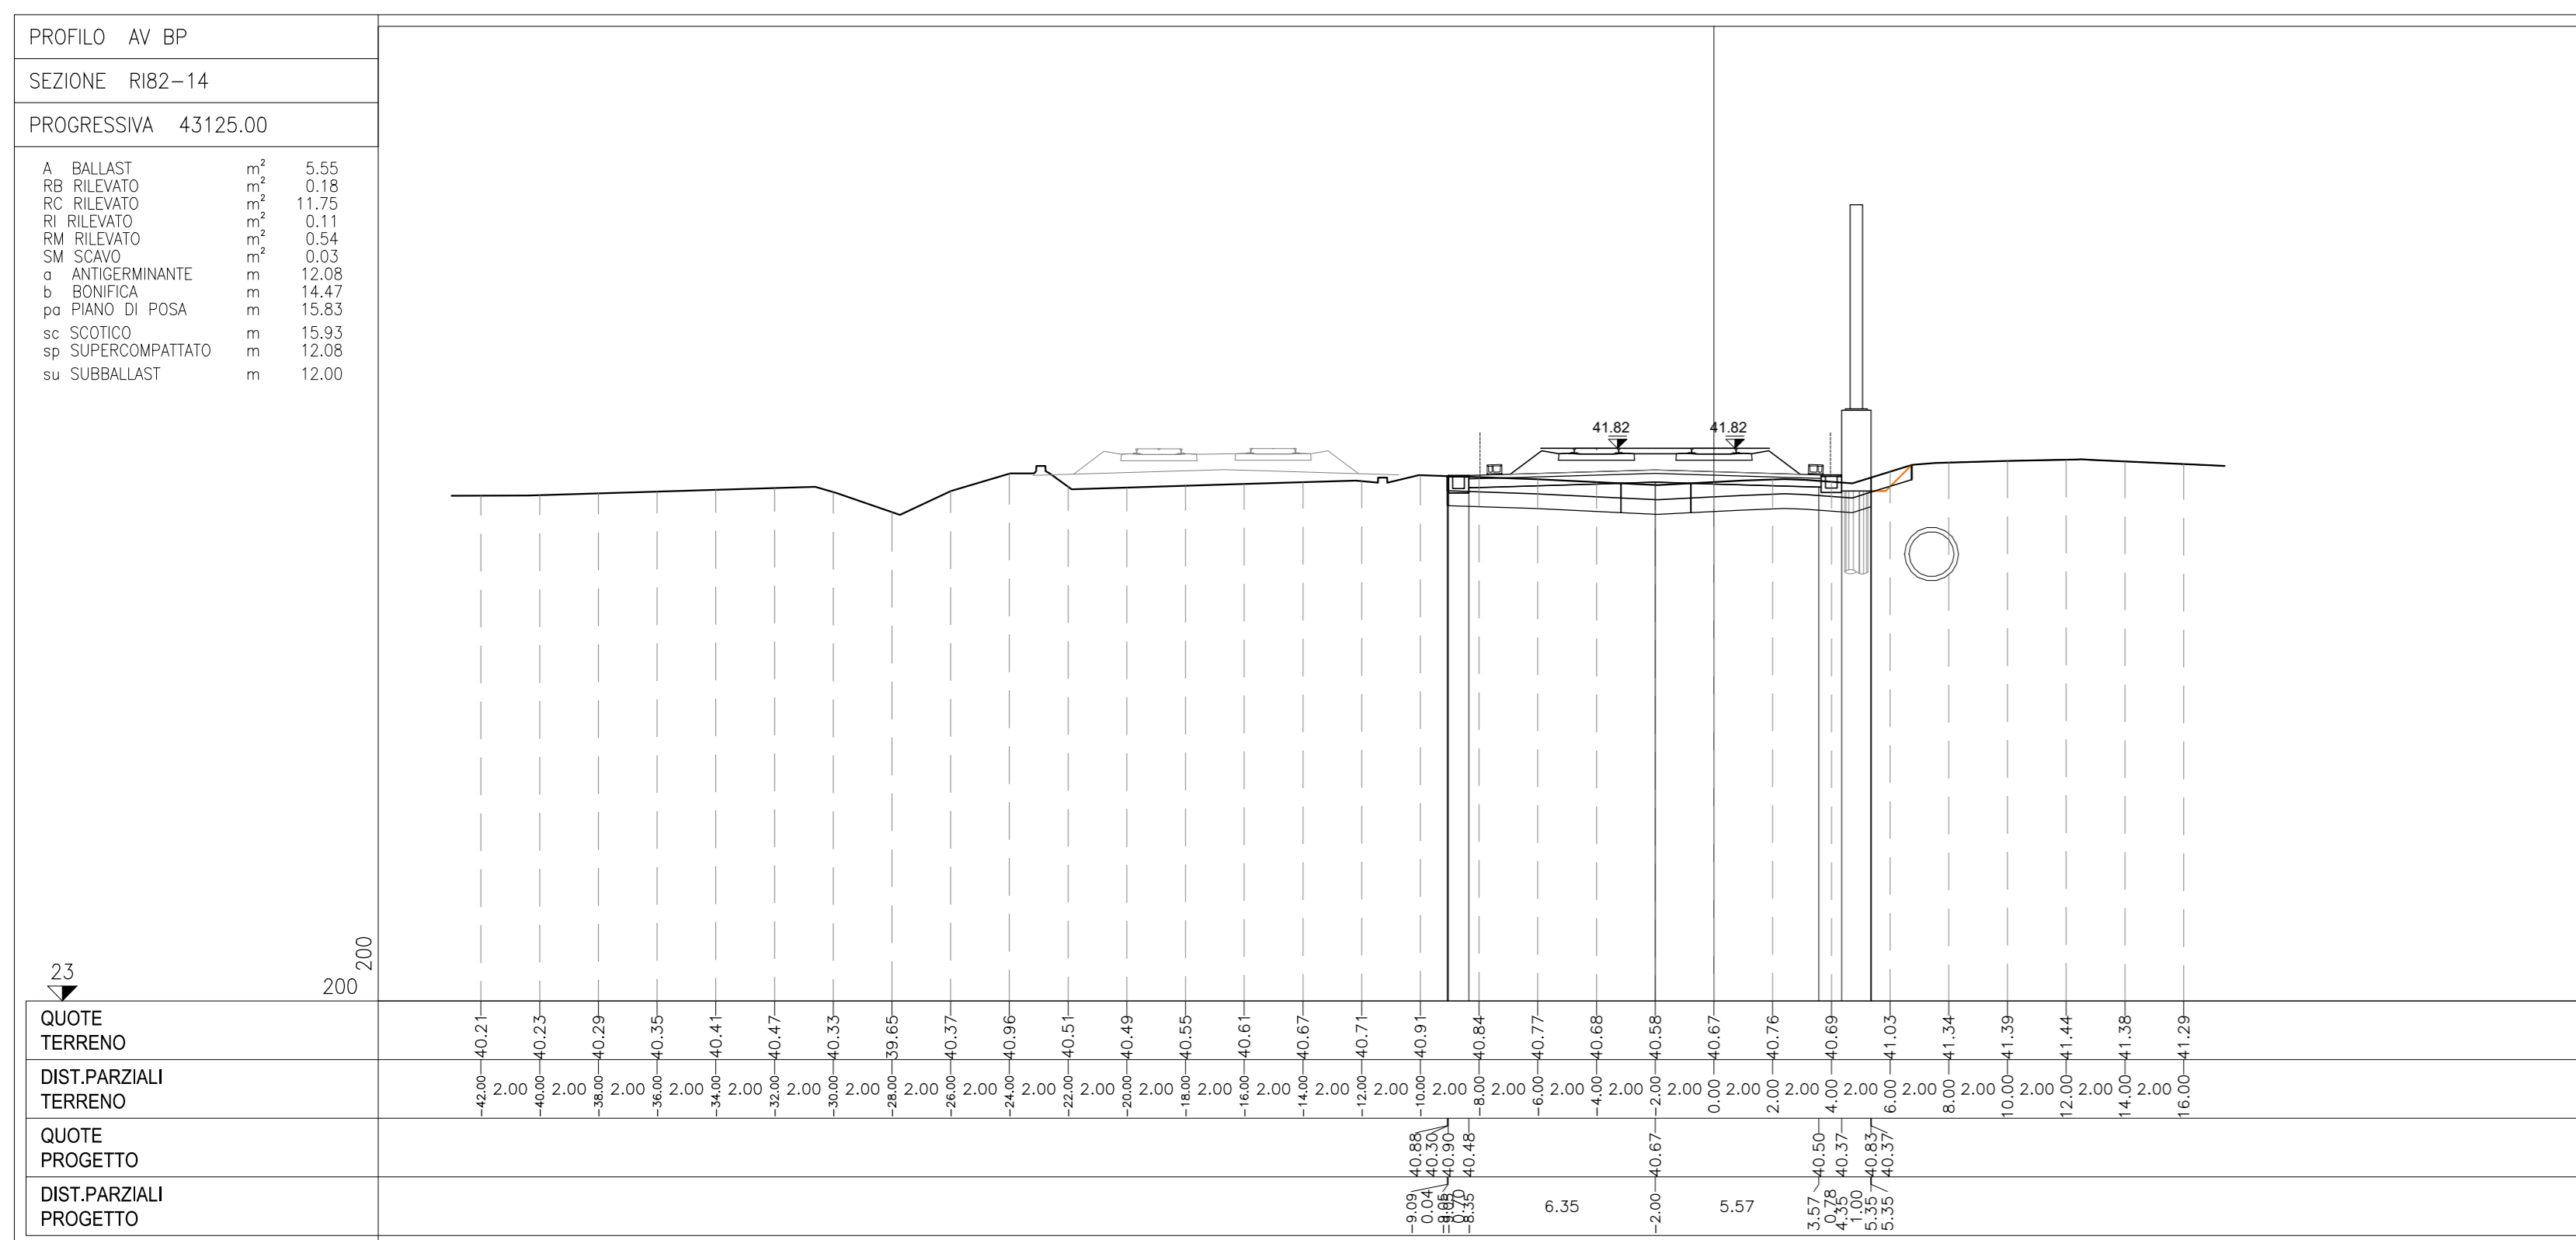 PROFILO AV BP
SEZIONE RI82-14
PROGRESSIVA 43125.00
A BALLAST m² 5.55
RB RILEVATO m² 0.18
RC RILEVATO m² 11.75
RI RILEVATO m² 0.11
RM RILEVATO m² 0.54
SM SCAVO m² 0.03
a ANTIGERMINANTE m 12.08
b BONIFICA m 14.47
pa PIANO DI POSA m 15.83
sc SCOTICO m 15.93
sp SUPERCOMPATTATO m 12.08
su SUBBALLAST m 12.00
41.82 41.82
23 200 200
QUOTE TERRENO
40.21 40.23 40.29 40.35 40.41 40.47 40.33 39.65 40.37 40.96 40.51 40.49 40.55 40.61 40.67 40.71 40.91 40.84 40.77 40.68 40.58 40.67 40.76 40.69 41.03 41.34 41.39 41.44 41.38 41.29
DIST.PARZIALI TERRENO
-42.00 2.00 -40.00 2.00 -38.00 2.00 -36.00 2.00 -34.00 2.00 -32.00 2.00 -30.00 2.00 -28.00 2.00 -26.00 2.00 -24.00 2.00 -22.00 2.00 -20.00 2.00 -18.00 2.00 -16.00 2.00 -14.00 2.00 -12.00 2.00 -10.00 2.00 -8.00 2.00 -6.00 2.00 -4.00 2.00 -2.00 2.00 0.00 2.00 2.00 2.00 4.00 2.00 6.00 2.00 8.00 2.00 10.00 2.00 12.00 2.00 14.00 2.00 16.00
QUOTE PROGETTO
40.88 40.30 40.90 40.48 40.67 40.50 40.37 40.83 40.37
DIST.PARZIALI PROGETTO
-9.09 0.04 -9.05 -9.05 0.70 -8.35 6.35 -2.00 5.57 3.57 0.78 4.35 1.00 5.35 5.35